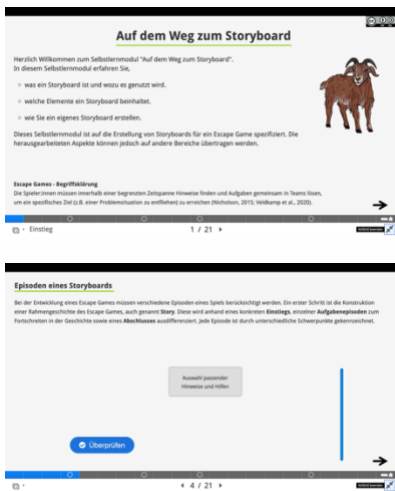 Auf dem Weg zum Storyboard
Herzlich Willkommen zum Selbstlernmodul "Auf dem Weg zum Storyboard".
In diesem Selbstlernmodul erfahren Sie,
was ein Storyboard ist und wozu es genutzt wird.
welche Elemente ein Storyboard beinhaltet.
wie Sie ein eigenes Storyboard erstellen.
Dieses Selbstlernmodul ist auf die Erstellung von Storyboards für ein Escape Game spezifiziert. Die
herausgearbeiteten Aspekte können jedoch auf andere Bereiche übertragen werden.
Escape Games - Begriffsklärung
Die Spieler:innen müssen innerhalb einer begrenzten Zeitspanne Hinweise finden und Aufgaben gemeinsam in Teams lösen,
um ein spezifisches Ziel (z.B. einer Problemsituation zu entfliehen) zu erreichen (Nicholson, 2015; Veldkamp et al., 2020).
Einstieg
1 / 21
Episoden eines Storyboards
Bei der Entwicklung eines Escape Games müssen verschiedene Episoden eines Spiels berücksichtigt werden. Ein erster Schritt ist die Konstruktion
einer Rahmengeschichte des Escape Games, auch genannt Story. Diese wird anhand eines konkreten Einstiegs, einzelner Aufgabenepisoden zum
Fortschreiten in der Geschichte sowie eines Abschlusses ausdifferenziert. Jede Episode ist durch unterschiedliche Schwerpunkte gekennzeichnet.
Auswahl passender
Hinweise und Hilfen
Überprüfen
4 / 21